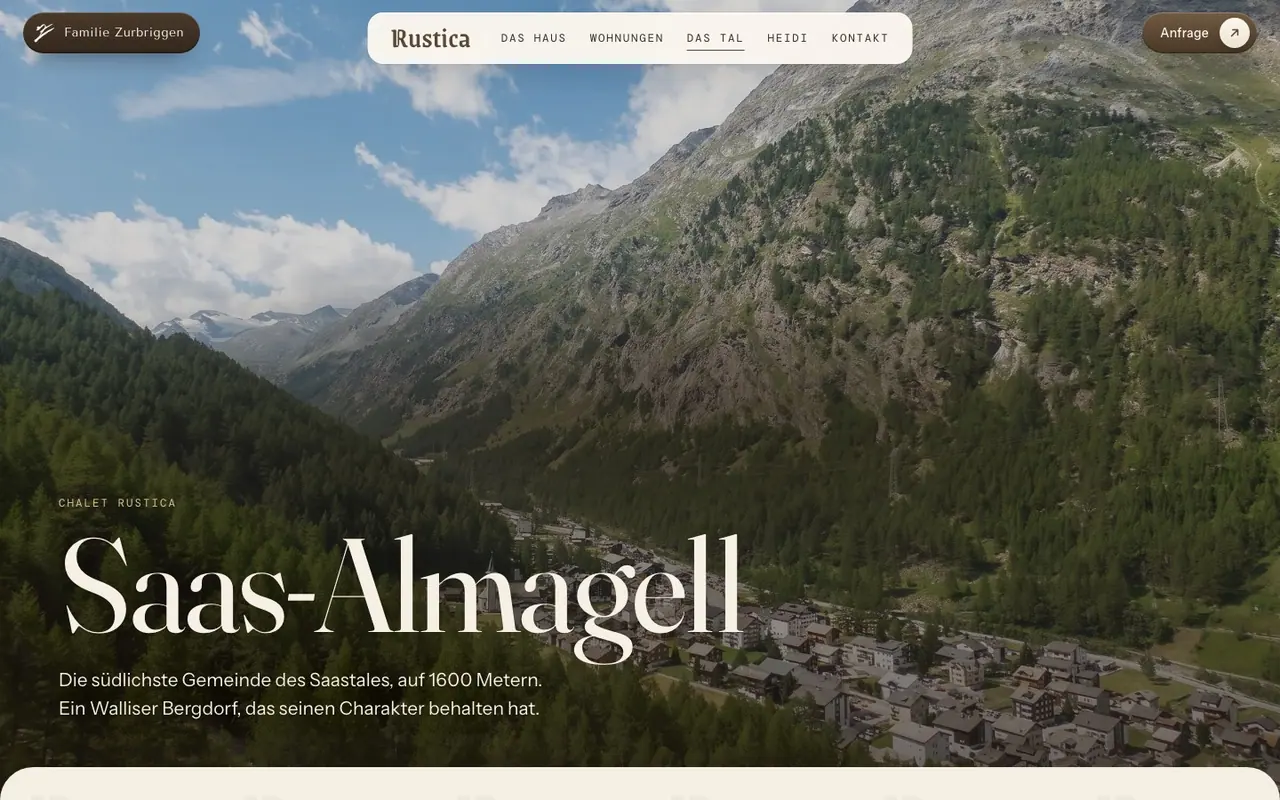 Familie Zurbriggen
Rustica
DAS HAUS
WOHNUNGEN
DAS TAL
HEIDI
KONTAKT
Anfrage
CHALET RUSTICA
Saas-Almagell
Die südlichste Gemeinde des Saastales, auf 1600 Metern.
Ein Walliser Bergdorf, das seinen Charakter behalten hat.